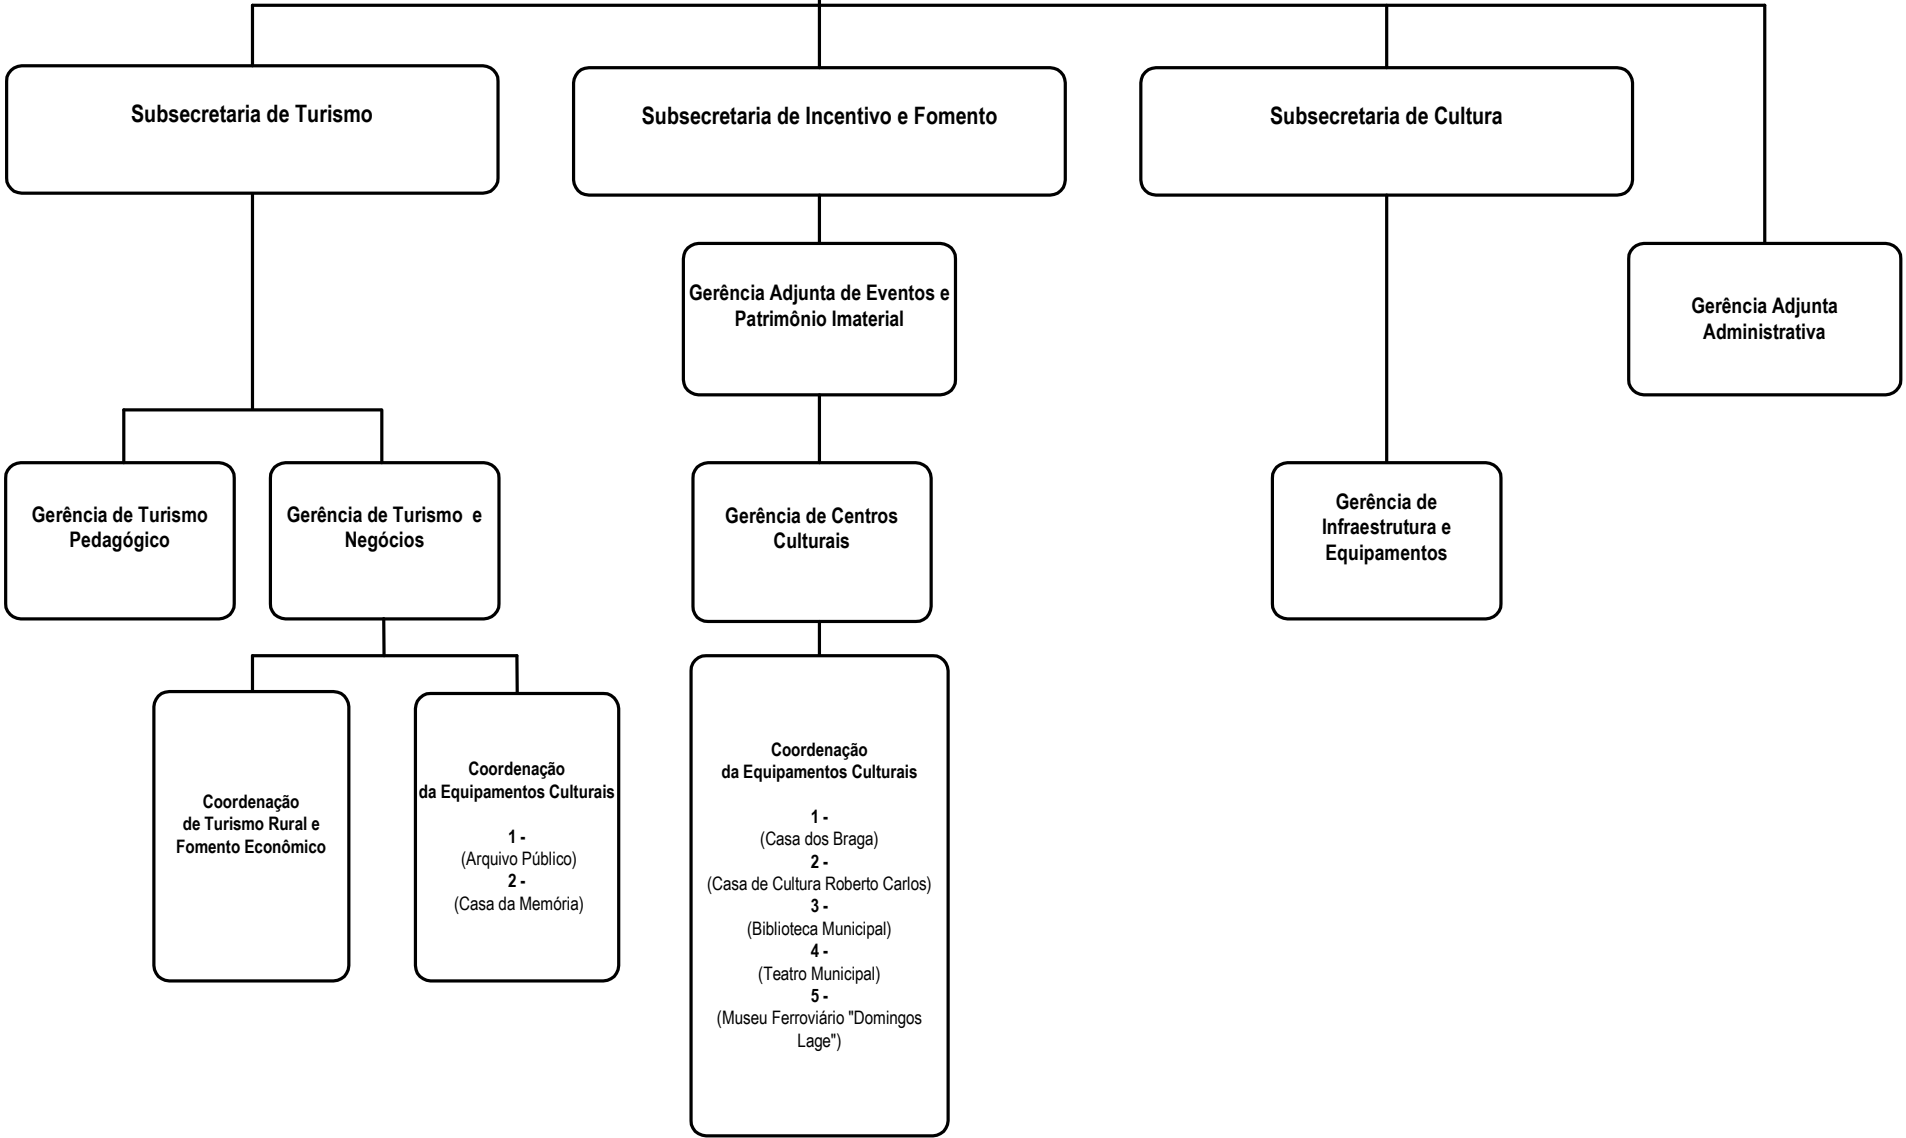 Subsecretaria de Turismo
Subsecretaria de Incentivo e Fomento
Subsecretaria de Cultura
Gerência Adjunta de Eventos e
Patrimônio Imaterial
Gerência Adjunta
Administrativa
Gerência de Turismo
Pedagógico
Gerência de Turismo e
Negócios
Gerência de Centros
Culturais
Gerência de
Infraestrutura e
Equipamentos
Coordenação
de Turismo Rural e
Fomento Econômico
Coordenação
da Equipamentos Culturais
1 -
(Arquivo Público)
2 -
(Casa da Memória)
Coordenação
da Equipamentos Culturais
1 -
(Casa dos Braga)
2 -
(Casa de Cultura Roberto Carlos)
3 -
(Biblioteca Municipal)
4 -
(Teatro Municipal)
5 -
(Museu Ferroviário "Domingos
Lage")